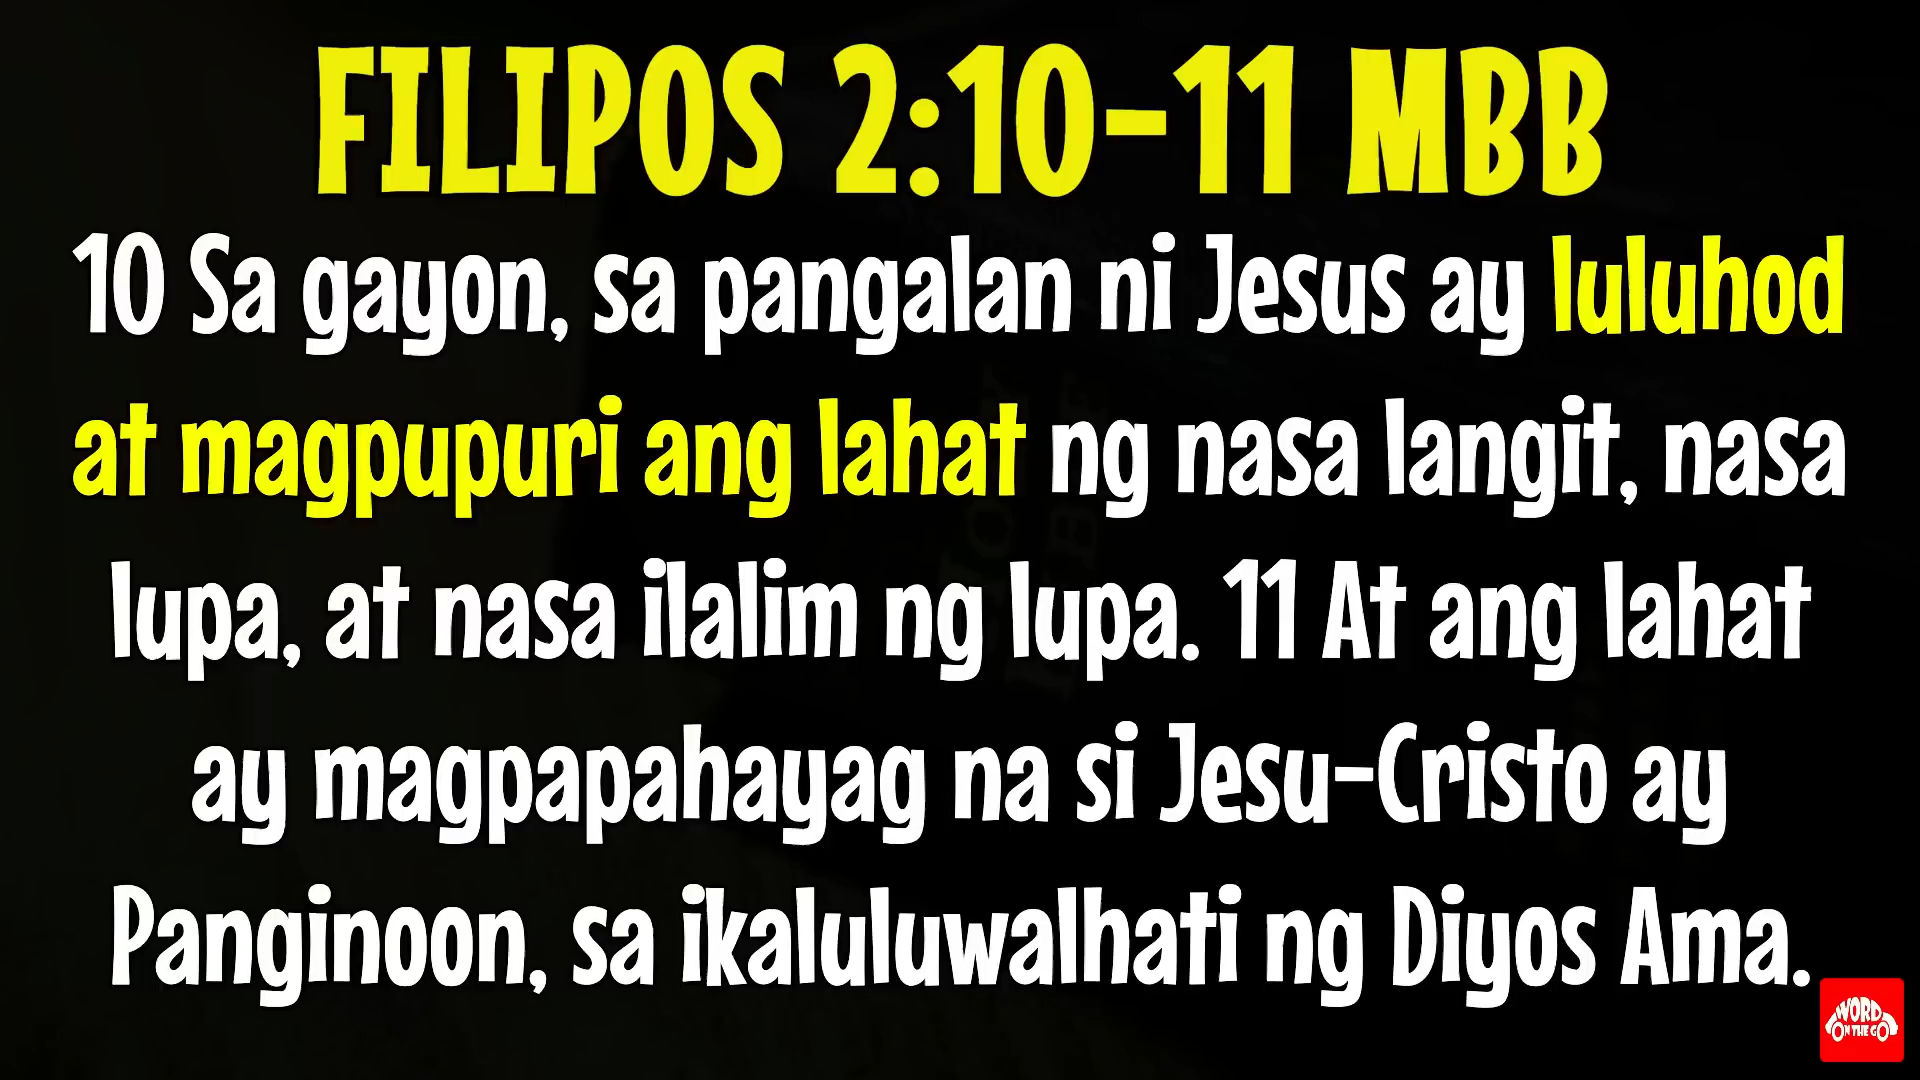 FILIPOS 2:10-11 MBB
10 Sa gayon, sa pangalan ni Jesus ay luluhod
at magpupuri ang lahat ng nasa langit, nasa
lupa, at nasa ilalim ng lupa. 11 At ang lahat
ay magpapahayag na si Jesu-Cristo ay
Panginoon, sa ikaluluwalhati ng Diyos Ama.
WORD
ON THE GO